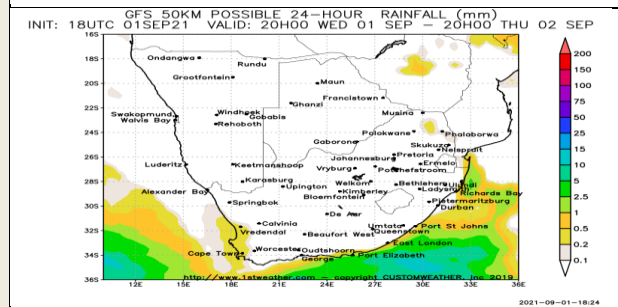 GFS 50KM POSSIBLE 24-HOUR RAINFALL (mm)
INIT: 18UTC 01SEP21 VALID: 20H00 WED 01 SEP - 20H00 THU 02 SEP
16S
Ondangwa
Rundu
200
18S
Grootfontein
150
Maun
20S
100
Francistown
Ghanzi
75
22S
Swakopmund
Windhoek
Gobabis
Musina
50
Walvis Bay
Rehoboth
25
24S
Polokwane
Phalaborwa
Gaborone
Skukuza
15
Nelspruit
Pretoria
Johannesburg
26S
Luderitz
Keetmanshoop
Vryburg
Potchefstroom
Ermelo
10
Karasburg
Welkom
Bethlehem
Ulundi
5
28S
Alexander Bay
Upington
Kimberley
Ladysmith
Richards Bay
Bloemfontein
2.5
Springbok
Pietermaritzburg
30S
Durban
De Aar
1
Calvinia
Umtata
Port St Johns
0.5
32S
Vredendal
Beaufort West
Queenstown
East London
0.2
Cape Town
Worcester
Oudtshoorn
34S
George
Port Elizabeth
0.1
http://www.1stweather.com - copyright CUSTOMWEATHER, Inc 2019
36S
12E 15E 18E 21E 24E 27E 30E 33E 36E
2021-09-01-18:24